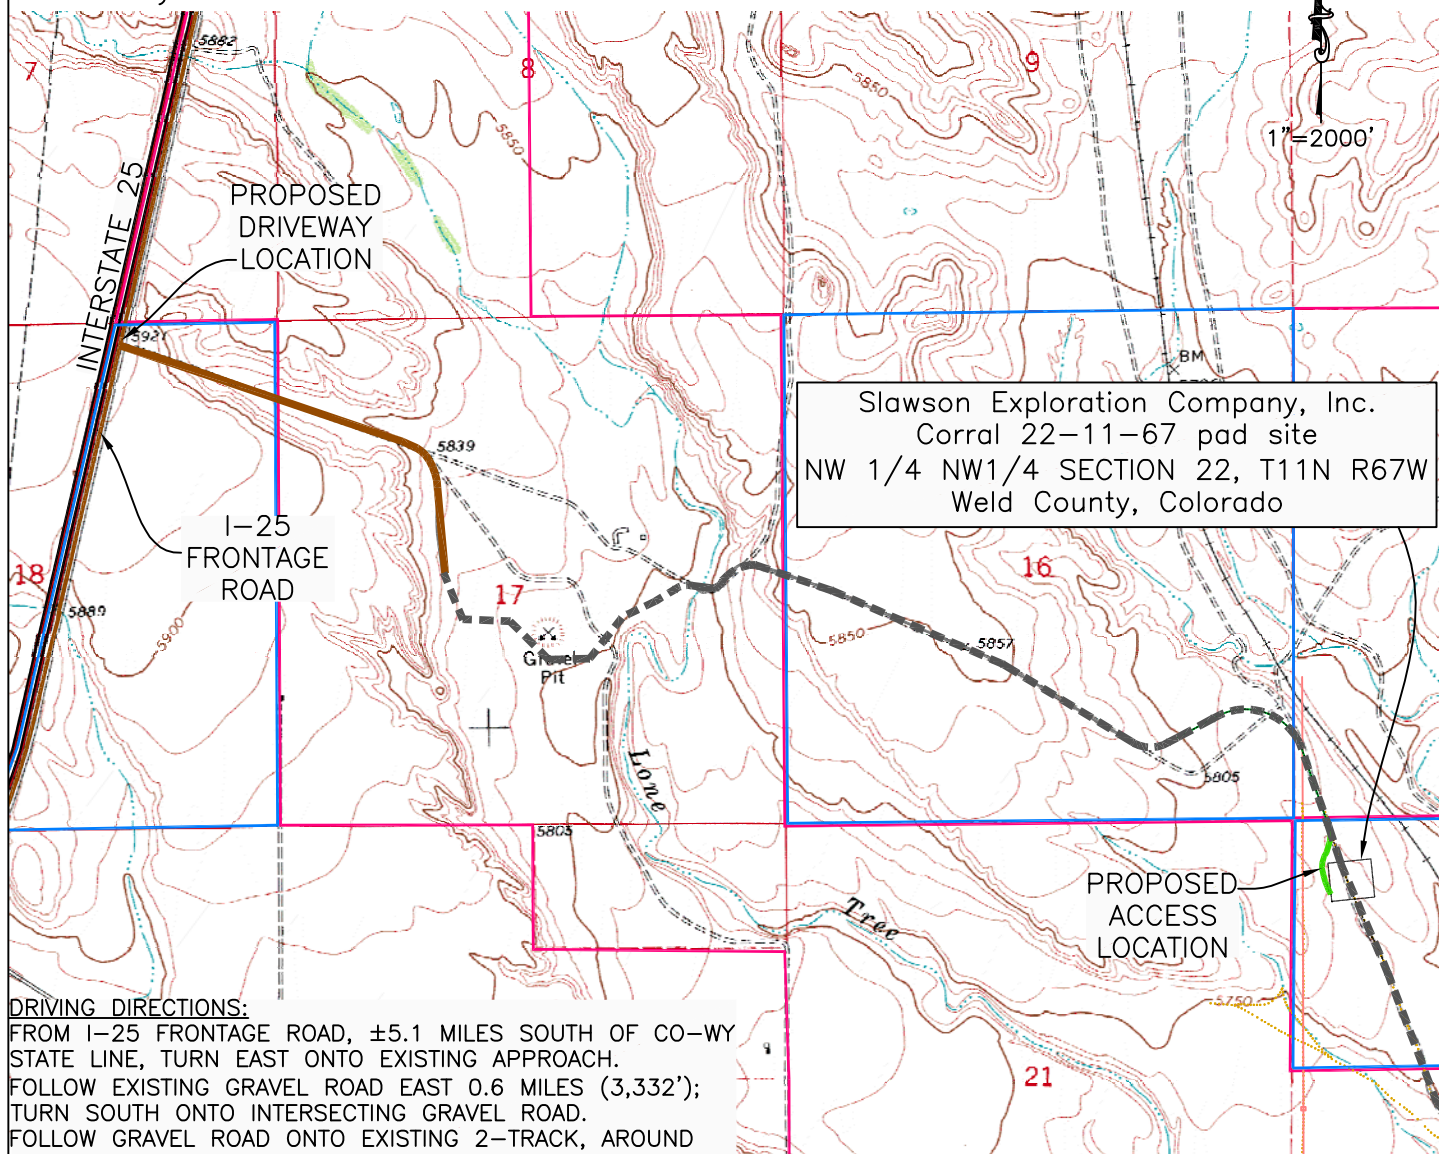 5882
7
8
9
5850
5850
1"=2000'
INTERSTATE 25
PROPOSED
DRIVEWAY
LOCATION
5921
BM
Slawson Exploration Company, Inc.
Corral 22-11-67 pad site
NW 1/4 NW1/4 SECTION 22, T11N R67W
Weld County, Colorado
5839
I-25
FRONTAGE
ROAD
18
5889
5900
17
16
Gravel
Pit
5850
5857
Lone
5805
5805
Tree
PROPOSED
ACCESS
LOCATION
5750
21
DRIVING DIRECTIONS:
FROM I-25 FRONTAGE ROAD, ±5.1 MILES SOUTH OF CO-WY
STATE LINE, TURN EAST ONTO EXISTING APPROACH.
FOLLOW EXISTING GRAVEL ROAD EAST 0.6 MILES (3,332');
TURN SOUTH ONTO INTERSECTING GRAVEL ROAD.
FOLLOW GRAVEL ROAD ONTO EXISTING 2-TRACK, AROUND